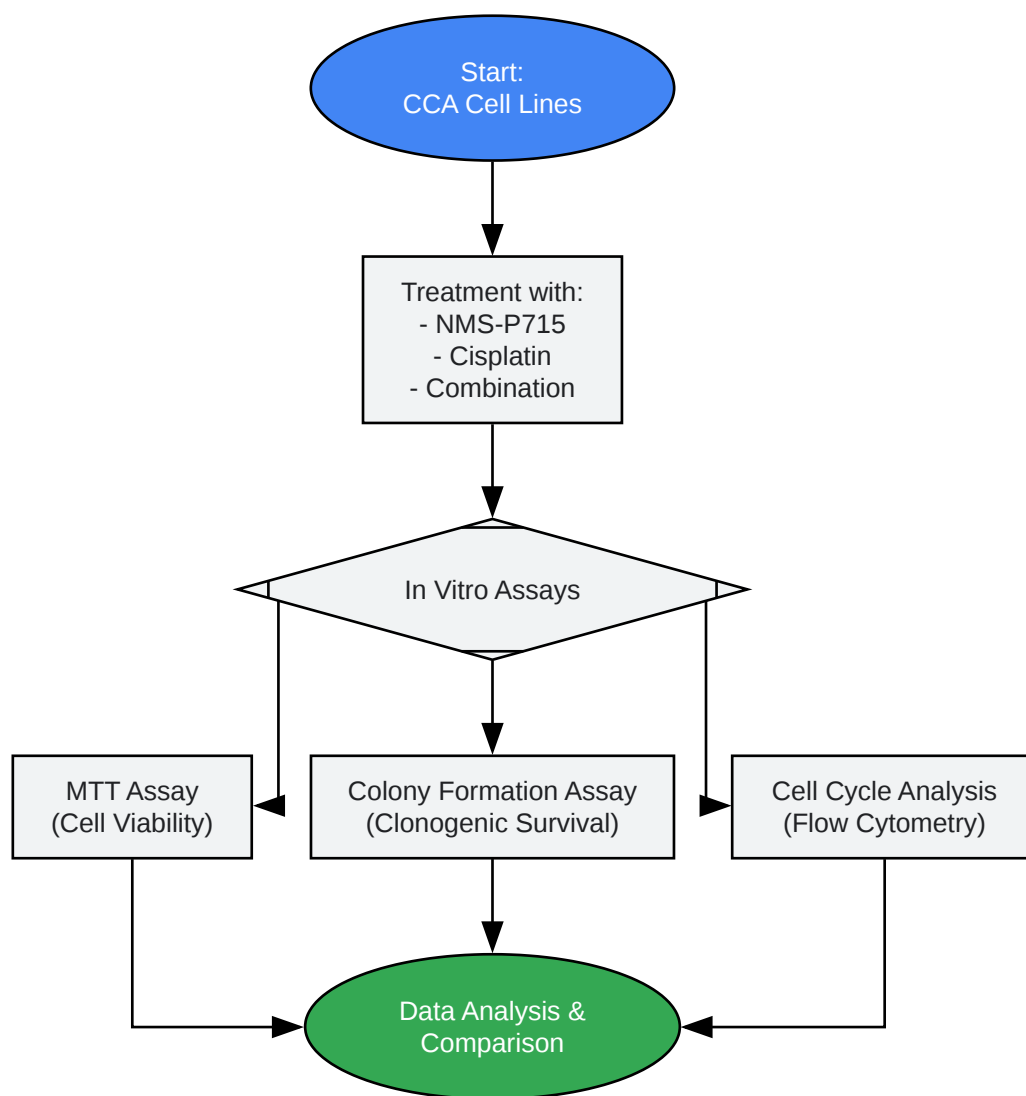 Start:
CCA Cell Lines
Treatment with:
- NMS-P715
- Cisplatin
- Combination
In Vitro Assays
MTT Assay
(Cell Viability)
Colony Formation Assay
(Clonogenic Survival)
Cell Cycle Analysis
(Flow Cytometry)
Data Analysis &
Comparison